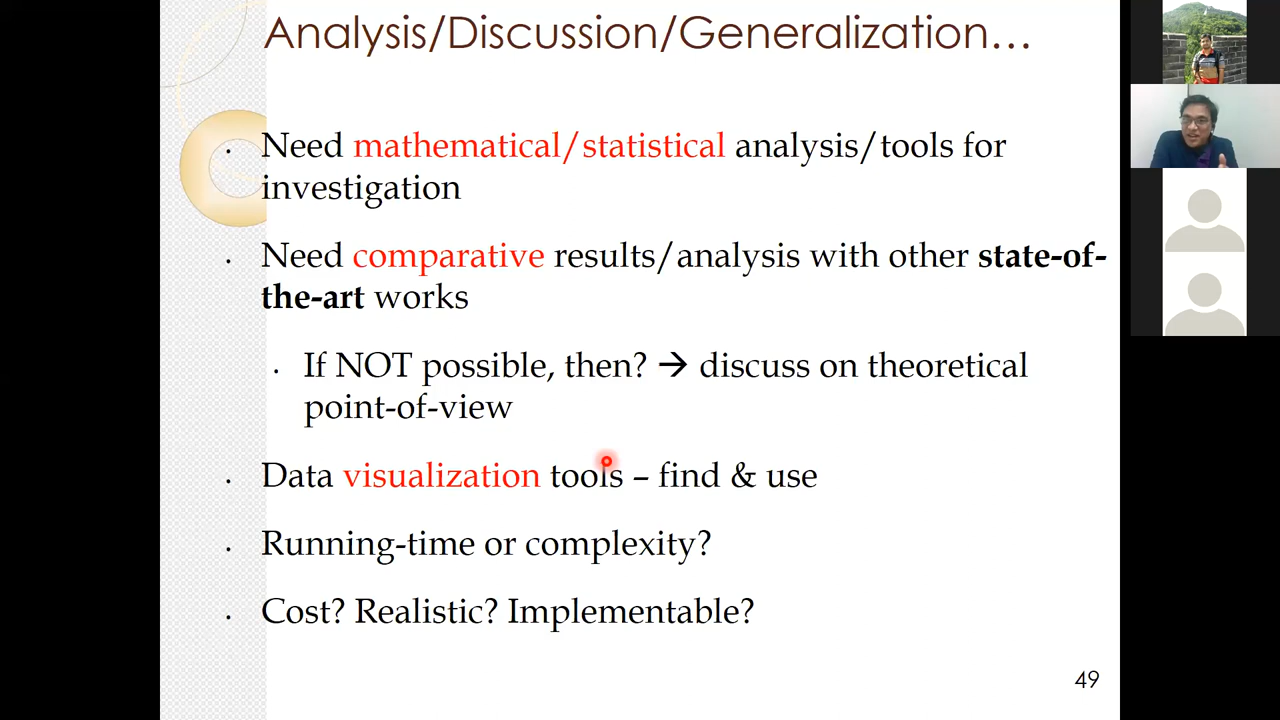 Analysis/Discussion/Generalization…
· Need mathematical/statistical analysis/tools for
investigation
· Need comparative results/analysis with other state-of-
the-art works
· If NOT possible, then? → discuss on theoretical
point-of-view
· Data visualization tools – find & use
· Running-time or complexity?
· Cost? Realistic? Implementable?
49